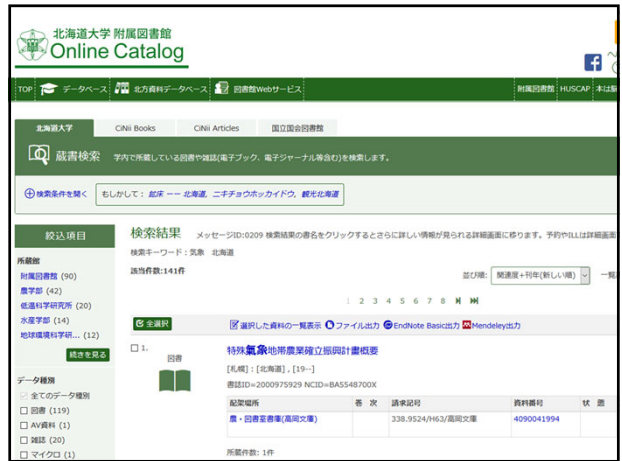 北海道大学 附属図書館
Online Catalog
TOP データベース 北方資料データベース 図書館Webサービス 附属図書館 HUSCAP
北海道大学 CiNii Books CiNii Articles 国立国会図書館
蔵書検索 学内で所蔵している図書や雑誌(電子ブック、電子ジャーナル等含む)を検索します。
検索条件を開く もしかして： 鉱床 -- 北海道, ニキチョウホッカイドウ, 観光北海道
絞込項目
所蔵館
附属図書館 (90)
農学部 (42)
低温科学研究所 (20)
水産学部 (14)
地球環境科学研... (12)
続きを見る
データ種別
全てのデータ種別
図書 (119)
AV資料 (1)
雑誌 (20)
マイクロ (1)
検索結果 メッセージID:0209 検索結果の書名をクリックするとさらに詳しい情報が見られる詳細画面に移ります。予約やILLは詳細画面
検索キーワード：気象 北海道
該当件数:141件
並び順: 関連度+刊年(新しい順) 一覧
1 2 3 4 5 6 7 8
全選択 選択した資料の一覧表示 ファイル出力 EndNote Basic出力 Mendeley出力
1.
図書
特殊氣象地帯農業確立振興計畫概要
[札幌] : [北海道] , [19--]
書誌ID=2000975929 NCID=BA5548700X
配架場所 巻 次 請求記号 資料番号 状 態
農・図書室書庫(高岡文庫) 338.9524/H63/高岡文庫 4090041994
所蔵件数: 1件